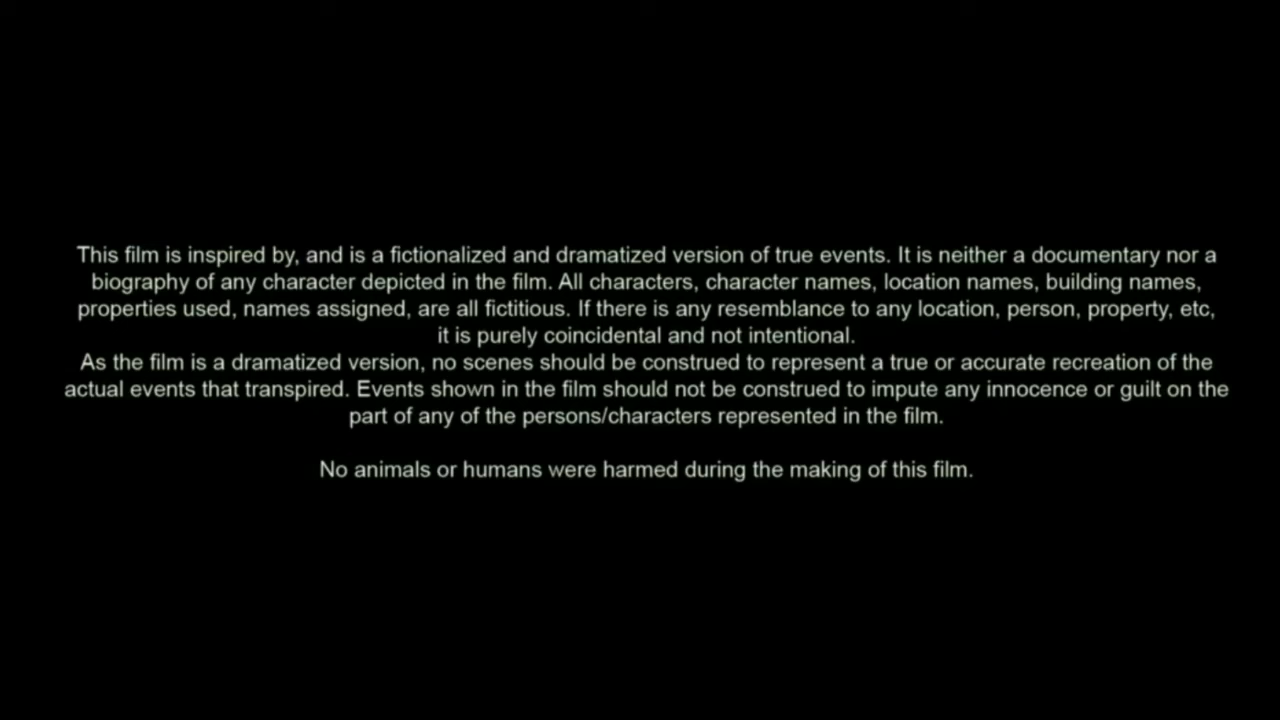 This film is inspired by, and is a fictionalized and dramatized version of true events. It is neither a documentary nor a
biography of any character depicted in the film. All characters, character names, location names, building names,
properties used, names assigned, are all fictitious. If there is any resemblance to any location, person, property, etc,
it is purely coincidental and not intentional.
As the film is a dramatized version, no scenes should be construed to represent a true or accurate recreation of the
actual events that transpired. Events shown in the film should not be construed to impute any innocence or guilt on the
part of any of the persons/characters represented in the film.
No animals or humans were harmed during the making of this film.